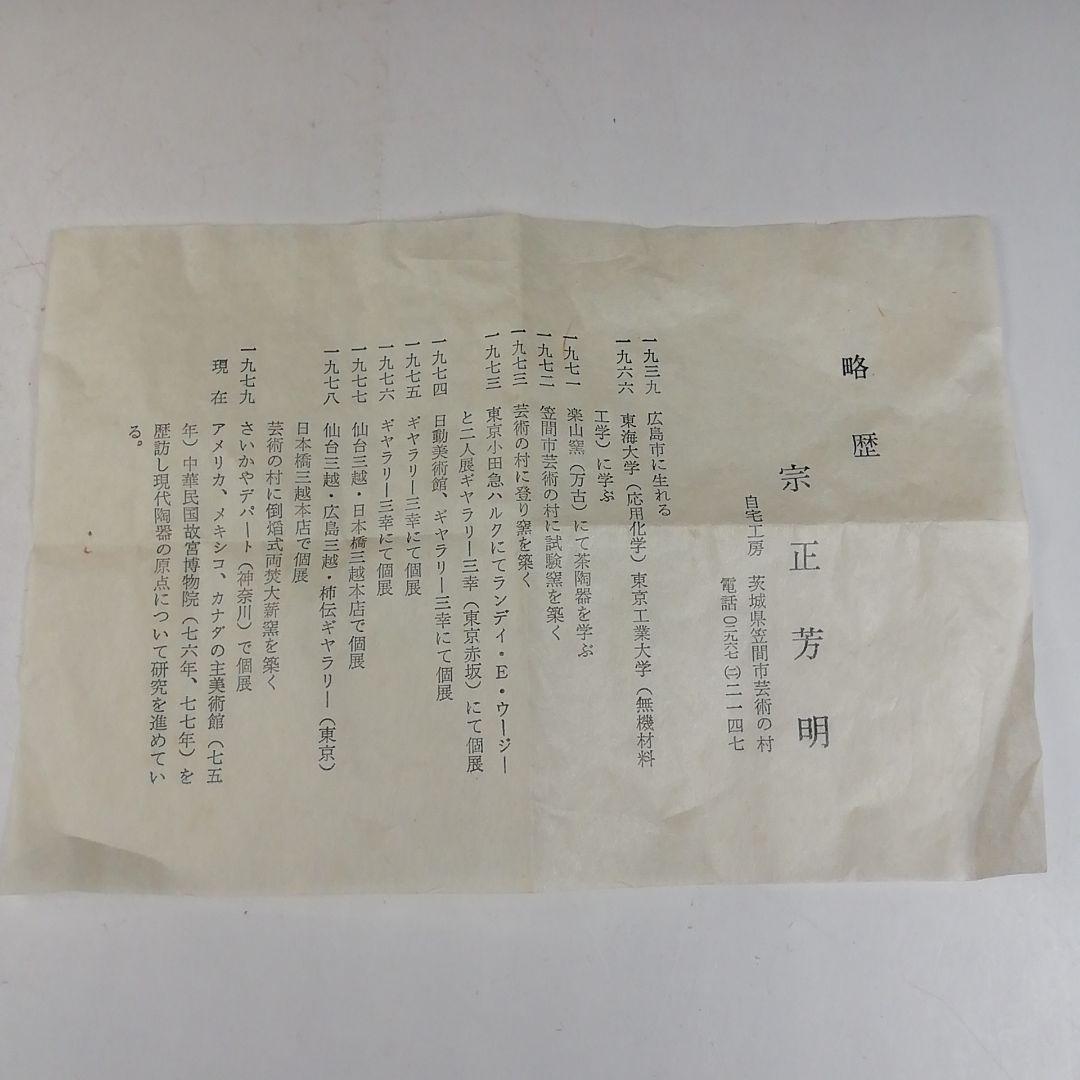 略歴
宗正芳明
自宅工房 茨城県笠間市芸術の村
電話〇二九六七(二)二一四七
一九三九 広島市に生れる
一九六六 東海大学(応用化学)東京工業大学(無機材料
工学)に学ぶ
一九七一 楽山窯(万古)にて茶陶器を学ぶ
一九七二 笠間市芸術の村に試験窯を築く
一九七三 芸術の村に登り窯を築く
一九七三 東京小田急ハルクにてランディ・E・ウージー
と二人展ギャラリー三幸(東京赤坂)にて個展
一九七四 日動美術館、ギャラリー三幸にて個展
一九七五 ギャラリー三幸にて個展
一九七六 ギャラリー三幸にて個展
一九七七 仙台三越・日本橋三越本店で個展
一九七八 仙台三越・広島三越・柿伝ギャラリー(東京)
日本橋三越本店で個展
芸術の村に倒焔式両焚大薪窯を築く
一九七九 さいかやデパート(神奈川)で個展
現在 アメリカ、メキシコ、カナダの主美術館(七五
年)中華民国故宮博物院(七六年、七七年)を
歴訪し現代陶器の原点について研究を進めてい
る。